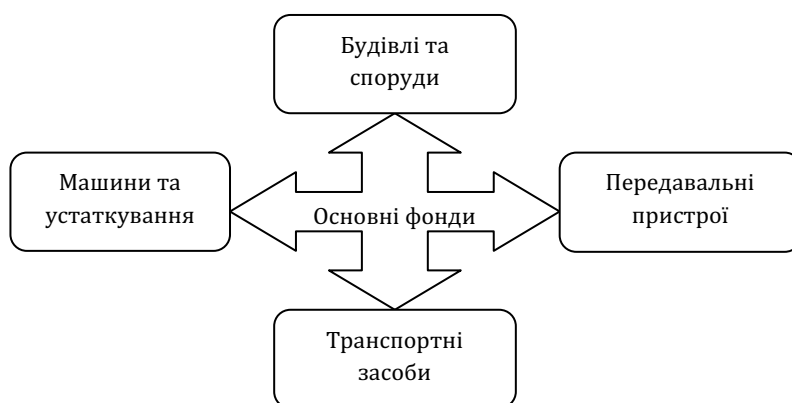 Будівлі та
споруди
Машини та
устаткування
Основні фонди
Передавальні
пристрої
Транспортні
засоби